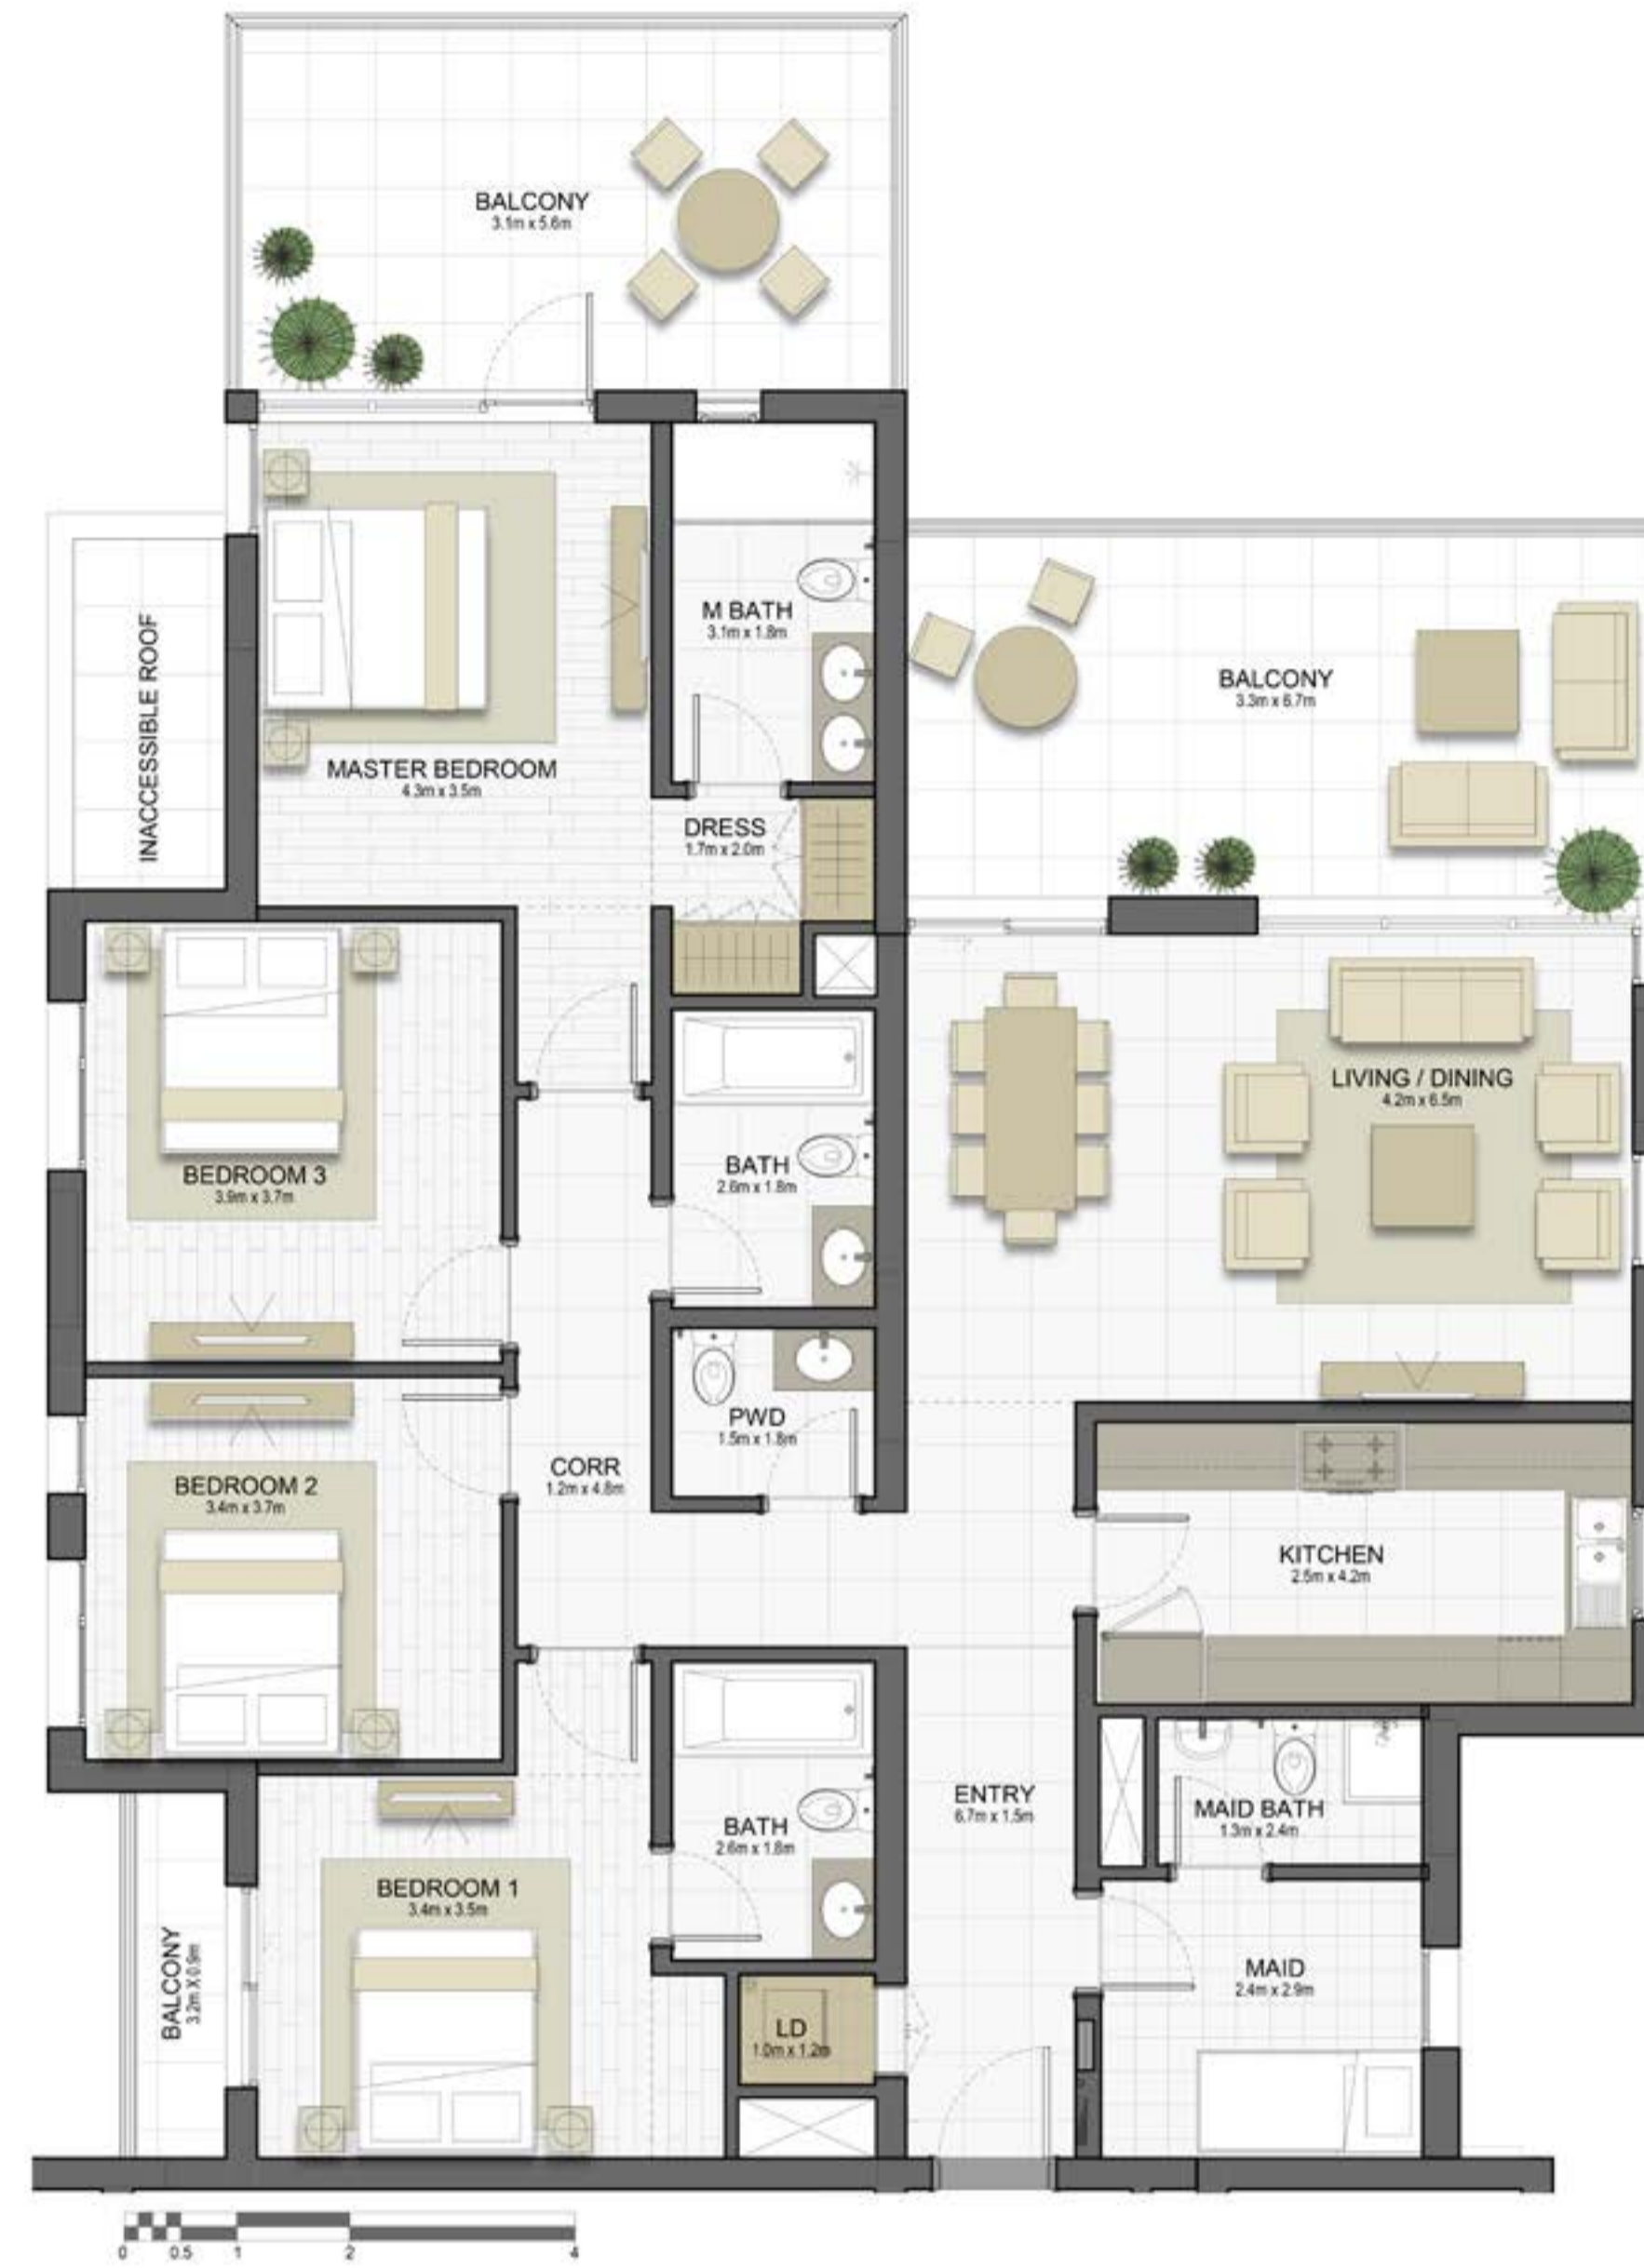 BALCONY
3.1m x 5.6m
INACCESSIBLE ROOF
M BATH
3.1m x 1.8m
BALCONY
3.3m x 6.7m
MASTER BEDROOM
4.3m x 3.5m
DRESS
1.7m x 2.0m
LIVING / DINING
4.2m x 6.5m
BEDROOM 3
3.9m x 3.7m
BATH
2.6m x 1.8m
PWD
1.5m x 1.8m
BEDROOM 2
3.4m x 3.7m
CORR
1.2m x 4.8m
KITCHEN
2.5m x 4.2m
ENTRY
6.7m x 1.5m
MAID BATH
1.3m x 2.4m
BATH
2.6m x 1.8m
BEDROOM 1
3.4m x 3.5m
BALCONY
3.2m X 0.9m
MAID
2.4m x 2.9m
LD
1.0m x 1.2m
0 0.5 1 2 4